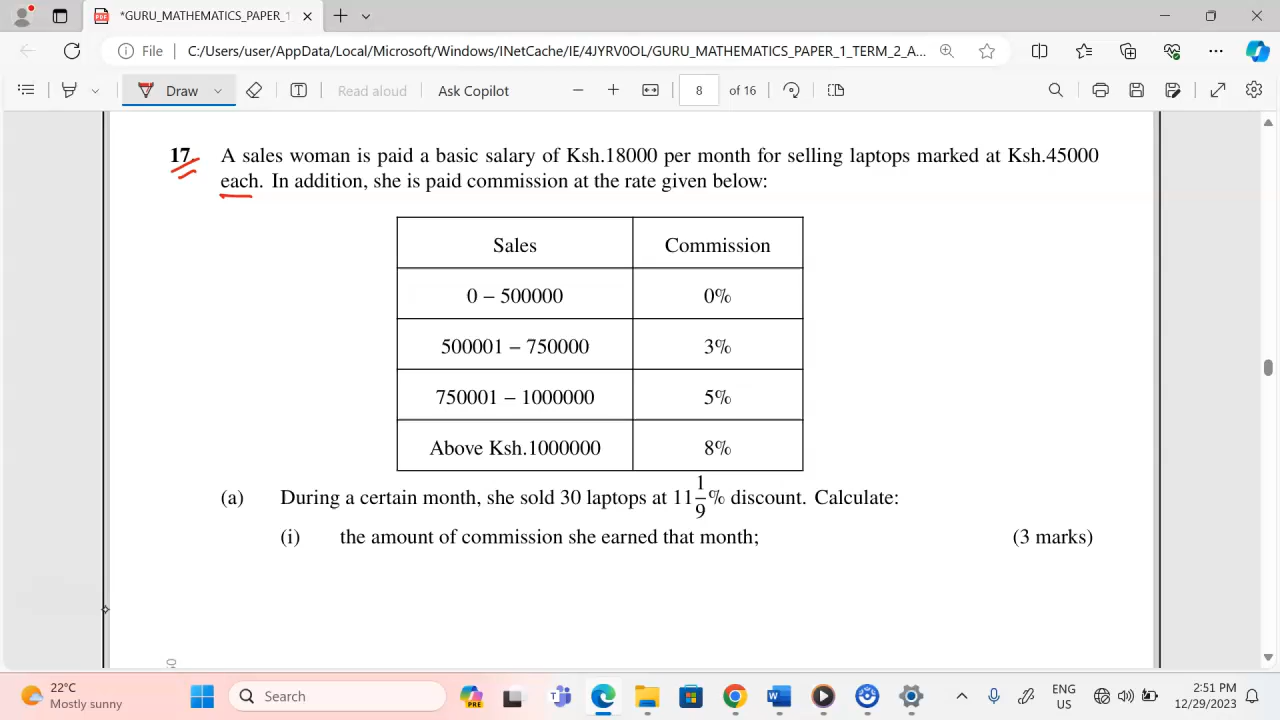 *GURU_MATHEMATICS_PAPER_1
File
C:/Users/user/AppData/Local/Microsoft/Windows/INetCache/IE/4JYRV0OL/GURU_MATHEMATICS_PAPER_1_TERM_2_A...
Draw
Read aloud
Ask Copilot
8
of 16
17. A sales woman is paid a basic salary of Ksh.18000 per month for selling laptops marked at Ksh.45000
each. In addition, she is paid commission at the rate given below:
Sales Commission
0 – 500000 0%
500001 – 750000 3%
750001 – 1000000 5%
Above Ksh.1000000 8%
(a) During a certain month, she sold 30 laptops at 11 1/9 % discount. Calculate:
(i) the amount of commission she earned that month; (3 marks)
22°C
Mostly sunny
Search
PRE
ENG
US
2:51 PM
12/29/2023